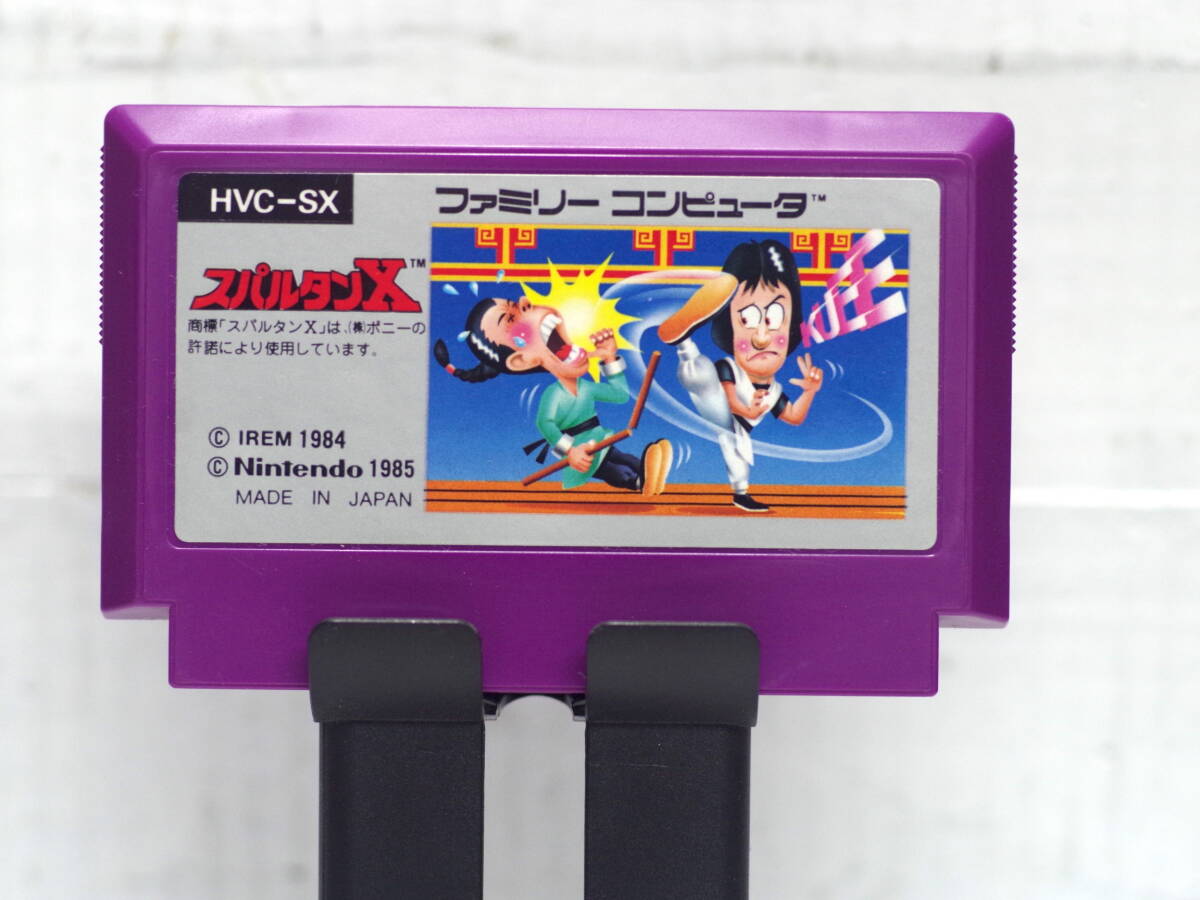 HVC-SX
ファミリー コンピュータ™
スパルタンX™
商標「スパルタンX」は、(株)ポニーの
許諾により使用しています。
© IREM 1984
© Nintendo 1985
MADE IN JAPAN